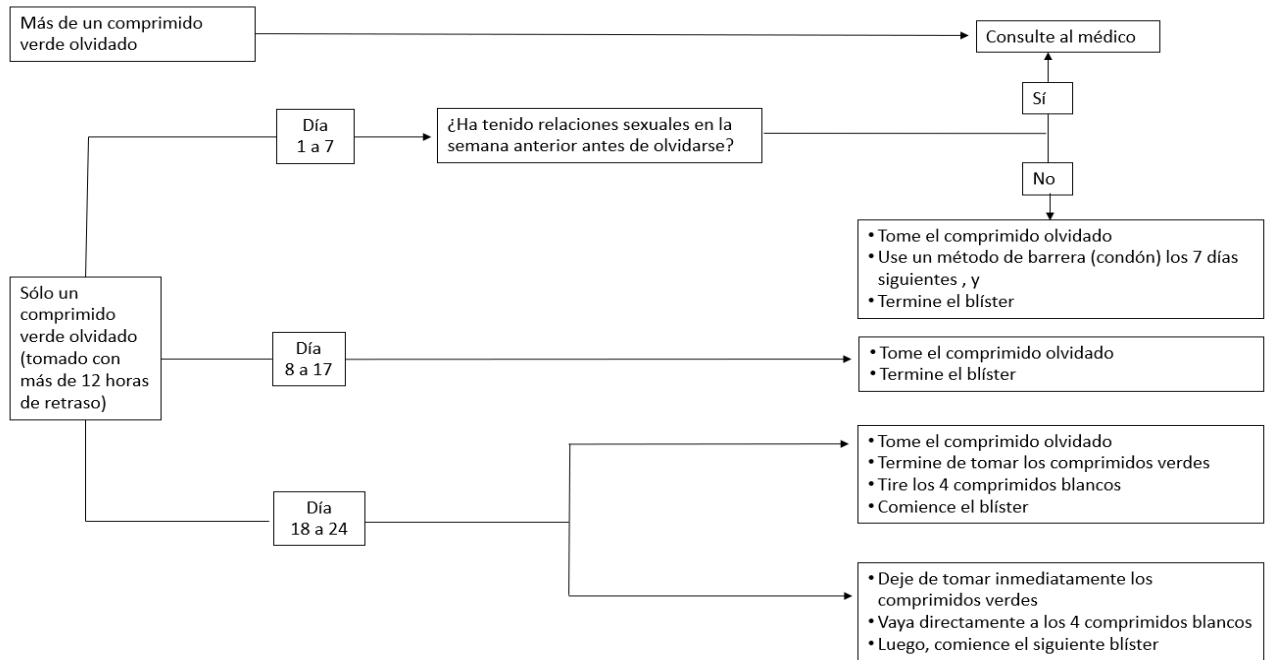 Más de un comprimido
verde olvidado
Consulte al médico
Sí
Día
1 a 7
¿Ha tenido relaciones sexuales en la
semana anterior antes de olvidarse?
No
• Tome el comprimido olvidado
• Use un método de barrera (condón) los 7 días
siguientes , y
• Termine el blíster
Sólo un
comprimido
verde olvidado
(tomado con
más de 12 horas
de retraso)
Día
8 a 17
• Tome el comprimido olvidado
• Termine el blíster
Día
18 a 24
• Tome el comprimido olvidado
• Termine de tomar los comprimidos verdes
• Tire los 4 comprimidos blancos
• Comience el blíster
• Deje de tomar inmediatamente los
comprimidos verdes
• Vaya directamente a los 4 comprimidos blancos
• Luego, comience el siguiente blíster